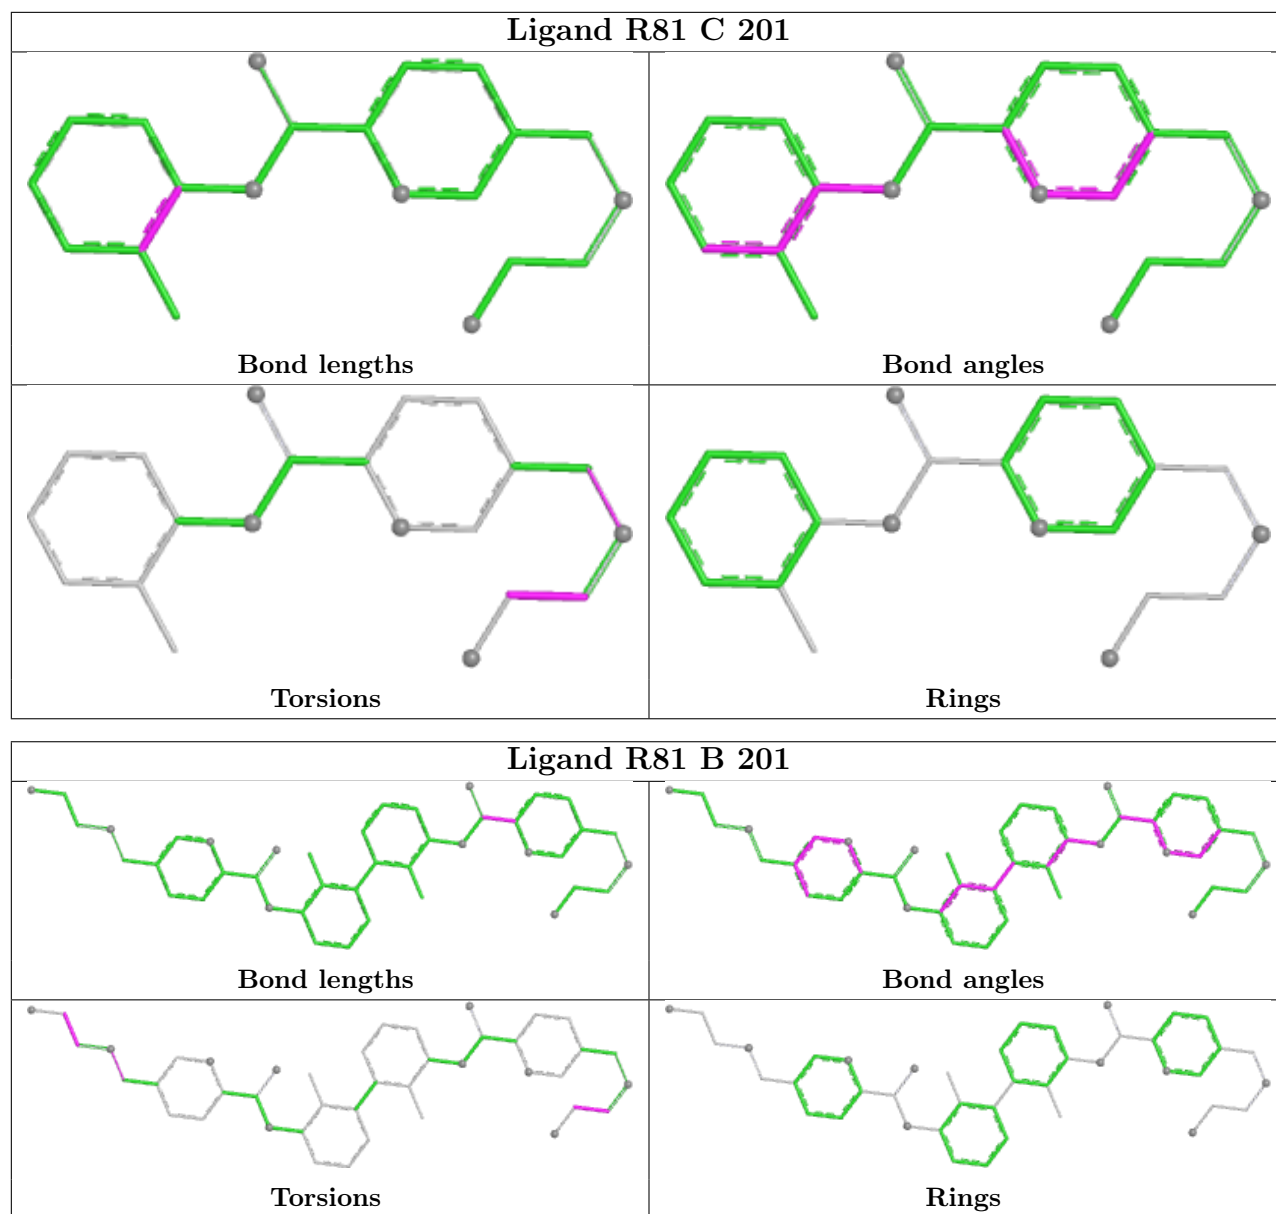 Ligand R81 C 201
Bond lengths
Bond angles
Torsions
Rings
Ligand R81 B 201
Bond lengths
Bond angles
Torsions
Rings